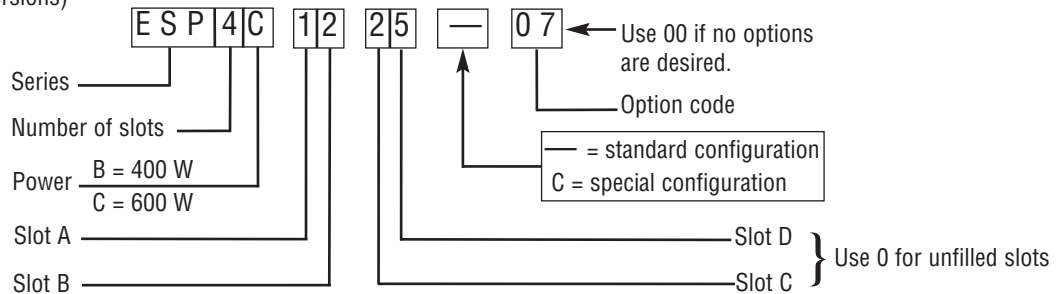 ersions)
E S P 4 C 1 2 2 5 — 0 7
Use 00 if no options
are desired.
Series
Option code
Number of slots
— = standard configuration
C = special configuration
Power B = 400 W
C = 600 W
Slot A
Slot D
Use 0 for unfilled slots
Slot B
Slot C